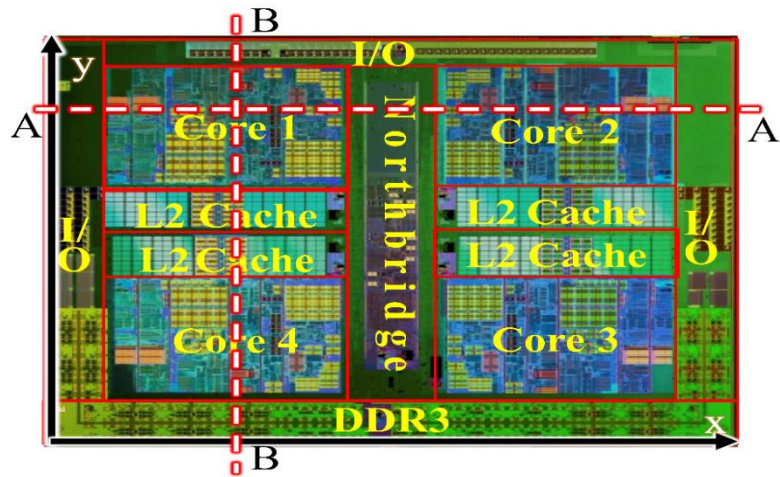 B
y
I/O
A
Core 1
Core 2
A
Northbridge
L2 Cache
L2 Cache
I/
O
I/
O
L2 Cache
L2 Cache
Core 4
Core 3
DDR3
x
B